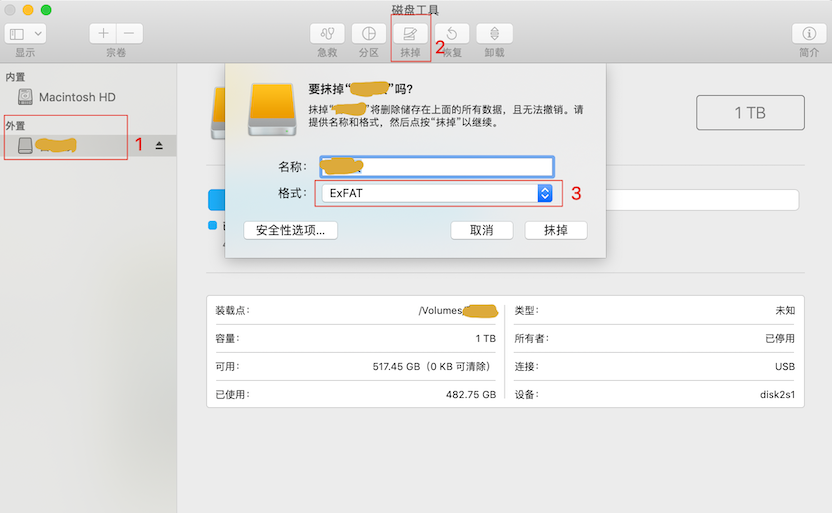 磁盘工具
显示
宗卷
急救
分区
抹掉
2
恢复
卸载
简介
内置
Macintosh HD
外置
1
要抹掉“
”吗?
抹掉“
”将删除储存在上面的所有数据，且无法撤销。请
提供名称和格式，然后点按“抹掉”以继续。
名称：
格式：
ExFAT
3
安全性选项...
取消
抹掉
1 TB
装载点：
/Volumes/
容量：
1 TB
可用：
517.45 GB（0 KB 可清除）
已使用：
482.75 GB
类型：
未知
所有者：
已停用
连接：
USB
设备：
disk2s1